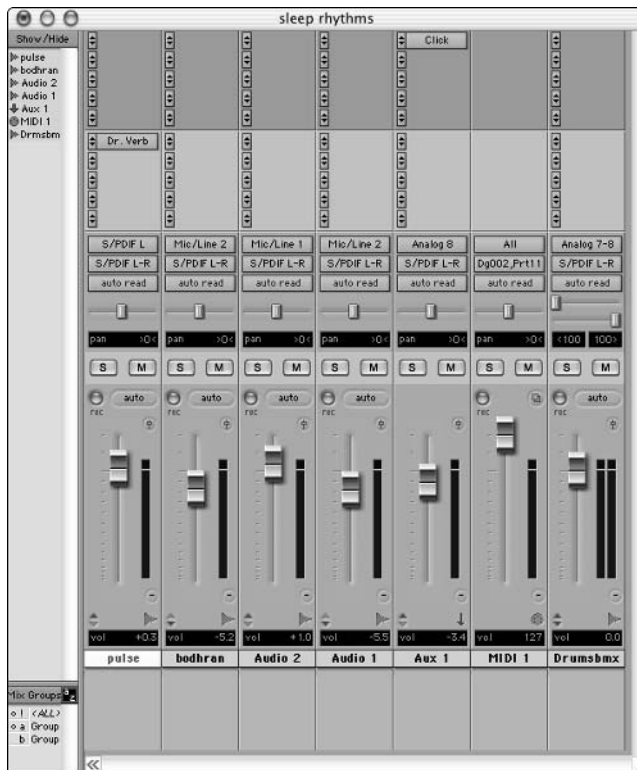 sleep rhythms
Show/Hide
pulse
bodhran
Audio 2
Audio 1
Aux 1
MIDI 1
Drmsbm
Click
Dr. Verb
S/PDIF L Mic/Line 2 Mic/Line 1 Mic/Line 2 Analog 8 All Analog 7-8
S/PDIF L-R S/PDIF L-R S/PDIF L-R S/PDIF L-R S/PDIF L-R Dg002,Prt11 S/PDIF L-R
auto read auto read auto read auto read auto read auto read auto read
pan >0< pan >0< pan >0< pan >0< pan >0< pan >0< <100 100>
S M S M S M S M S M S M S M
auto auto auto auto auto
rec rec rec rec rec rec
vol +0.3 vol -5.2 vol +1.0 vol -5.5 vol -3.4 vol 127 vol 0.0
pulse bodhran Audio 2 Audio 1 Aux 1 MIDI 1 Drumsbmx
Mix Groups a z
! <ALL>
a Group
b Group